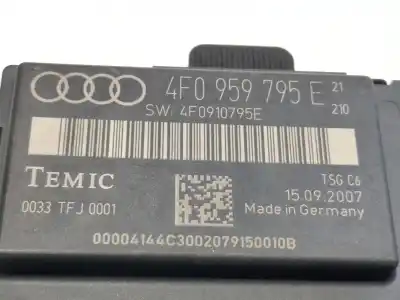 4F0 959 795 E 21
210
SW: 4F0910795E
TEMIC
TSG C6
15.09.2007
0033 TFJ 0001
Made in Germany
00004144C30D2079150010B